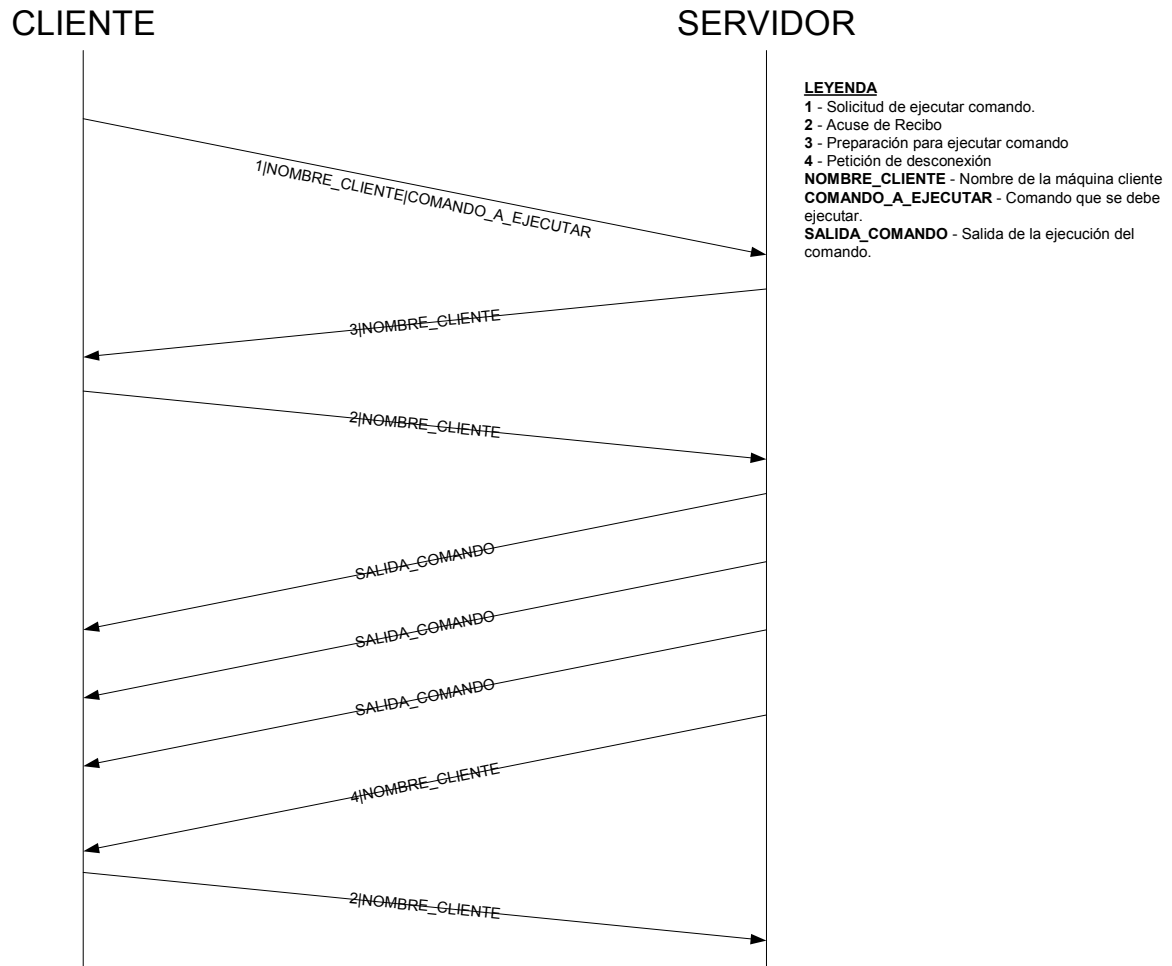 CLIENTE
SERVIDOR
LEYENDA
1 - Solicitud de ejecutar comando.
2 - Acuse de Recibo
3 - Preparación para ejecutar comando
4 - Petición de desconexión
NOMBRE_CLIENTE - Nombre de la máquina cliente
COMANDO_A_EJECUTAR - Comando que se debe
ejecutar.
SALIDA_COMANDO - Salida de la ejecución del
comando.
1|NOMBRE_CLIENTE|COMANDO_A_EJECUTAR
3|NOMBRE_CLIENTE
2|NOMBRE_CLIENTE
SALIDA_COMANDO
SALIDA_COMANDO
SALIDA_COMANDO
4|NOMBRE_CLIENTE
2|NOMBRE_CLIENTE